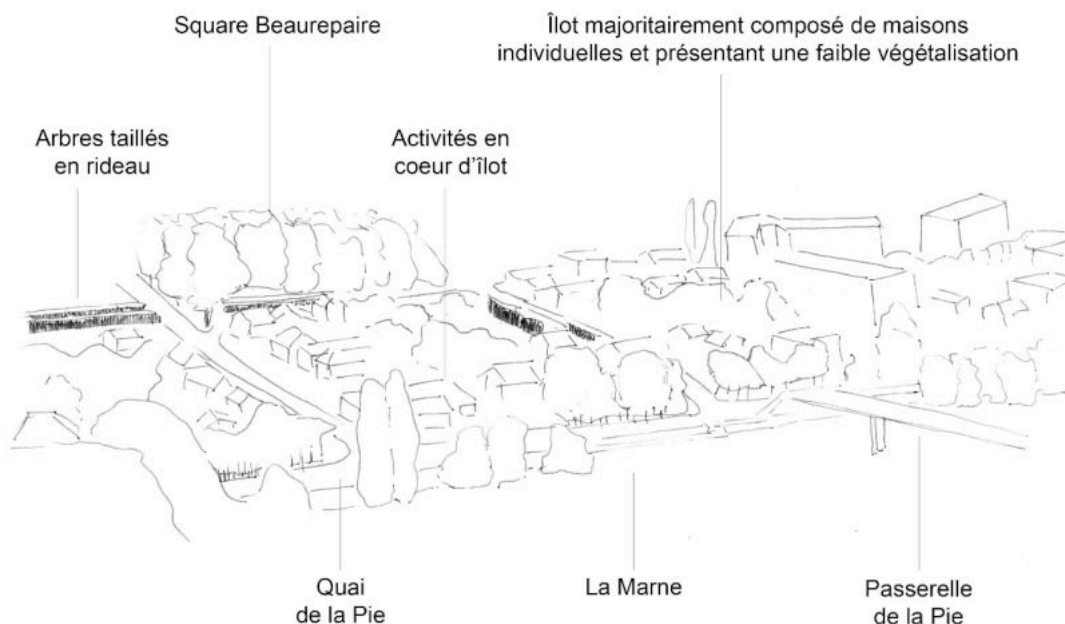 Square Beaurepaire
Îlot majoritairement composé de maisons
individuelles et présentant une faible végétalisation
Arbres taillés
en rideau
Activités en
coeur d'îlot
Quai
de la Pie
La Marne
Passerelle
de la Pie